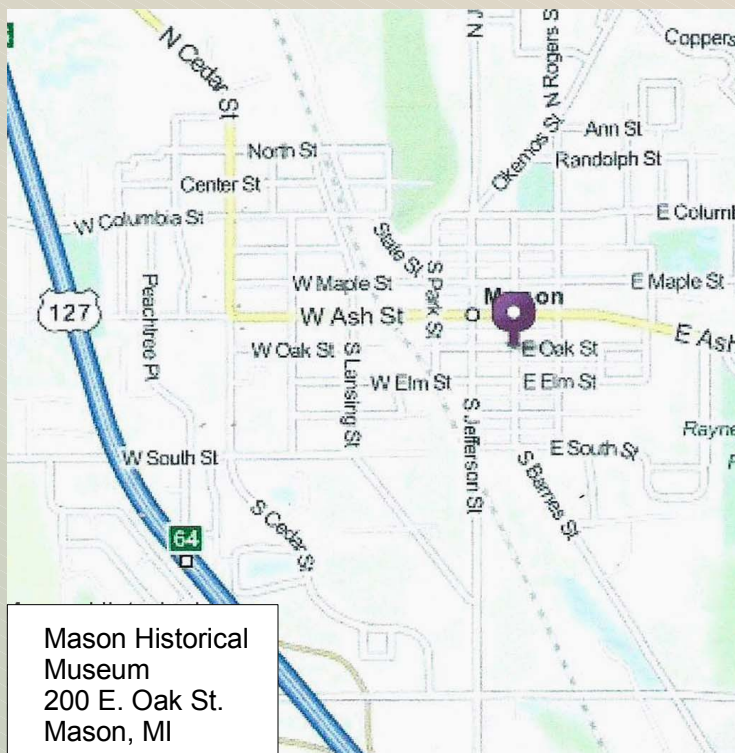 N Cedar St
N
N Rogers S
Coppers
Ann St
Okemos St
Randolph St
North St
Center St
W Columbia St
E Columb
State St
S Park St
Peachtree Pl
W Maple St
E Maple St
127
W Ash St
Mason
E Ash
W Oak St
S Lansing St
E Oak St
W Elm St
E Elm St
S Jefferson St
Rayne
W South St
E South St
S Barnes St
S Cedar St
64
Mason Historical
Museum
200 E. Oak St.
Mason, MI